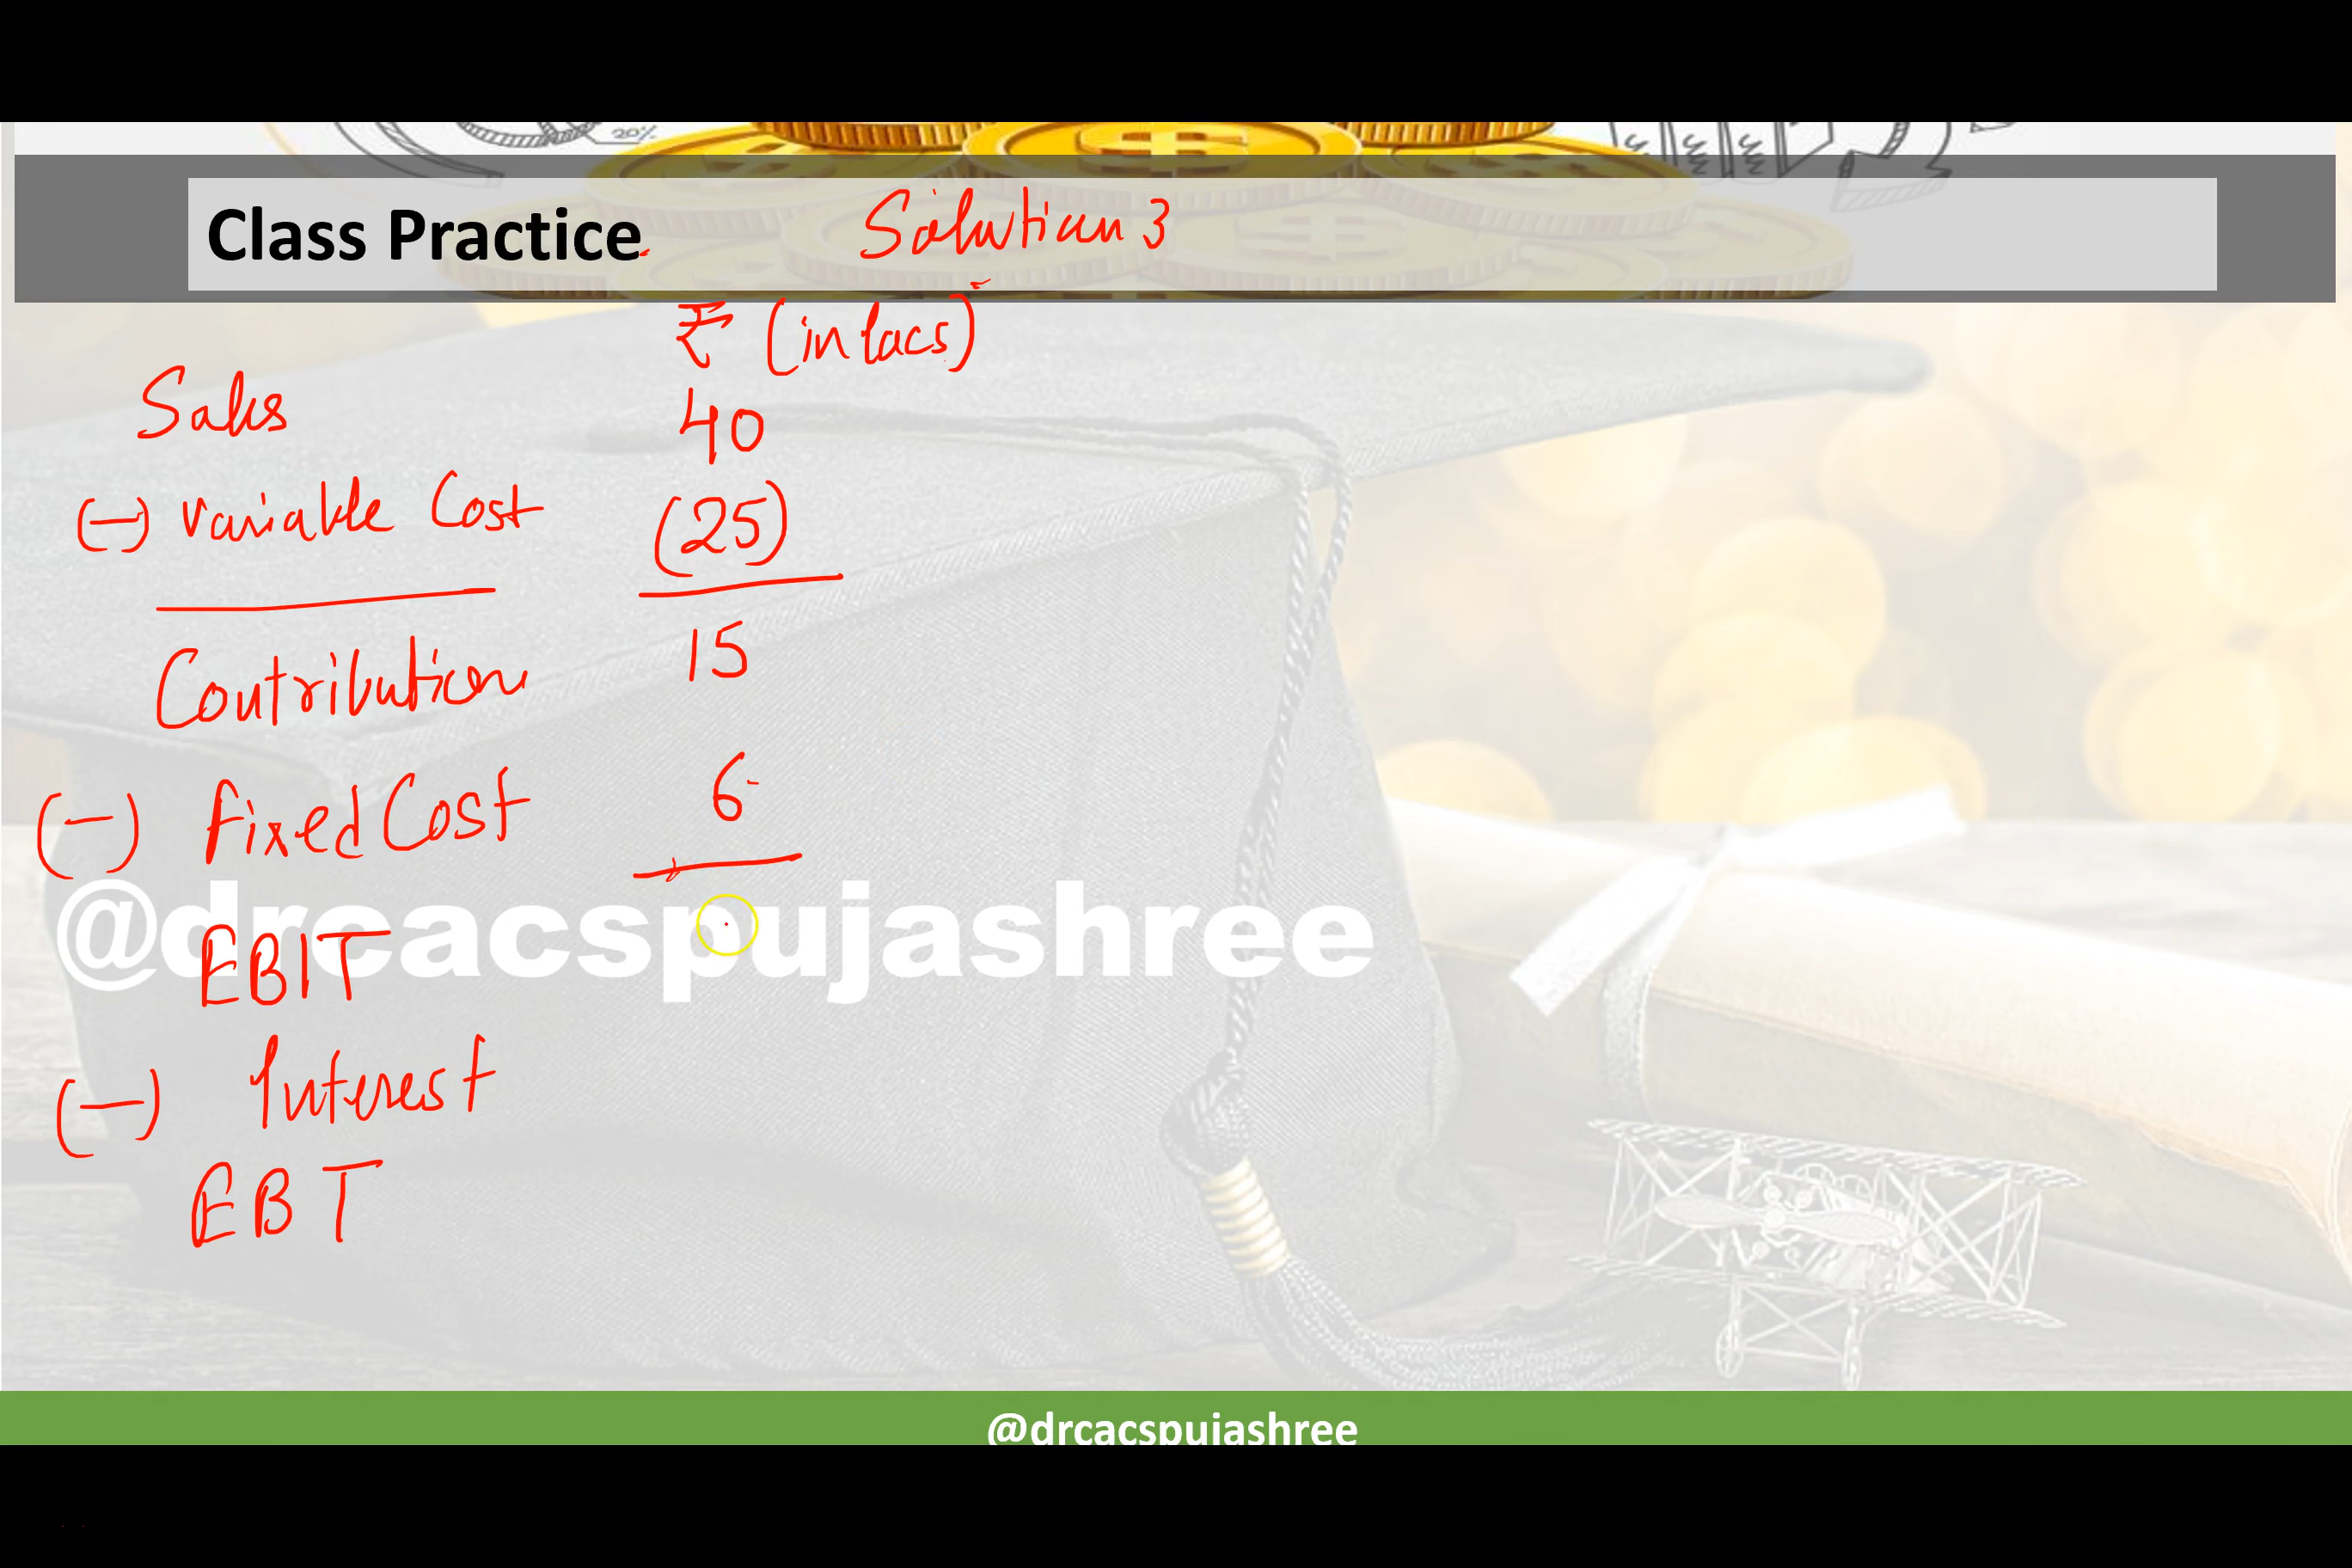 20%
Class Practice. Solution 3
₹ (in lacs)
Sales 40
(-) Variable Cost (25)
Contribution 15
(-) Fixed Cost 6
@drcacspujashree
EBIT
(-) Interest
EBT
@drcacspujashree